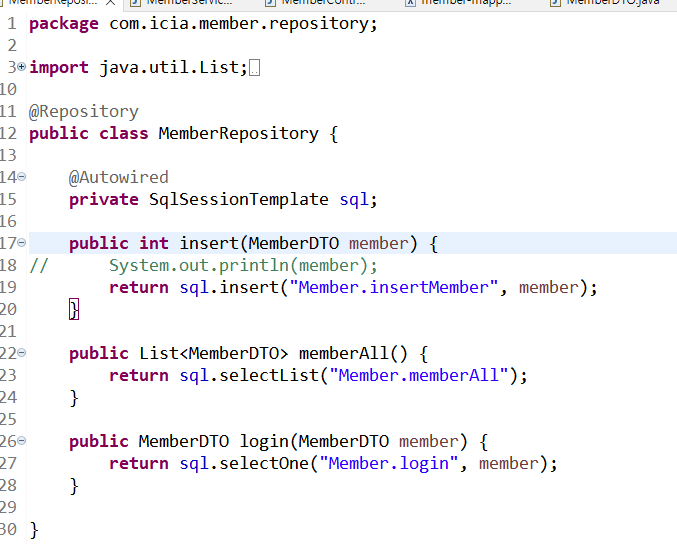 MemberReposi... MemberServic... MemberContr... member-mapp... MemberDTO.java
1 package com.icia.member.repository;
2
3 import java.util.List;
10
11 @Repository
12 public class MemberRepository {
13
14 @Autowired
15 private SqlSessionTemplate sql;
16
17 public int insert(MemberDTO member) {
18 // System.out.println(member);
19 return sql.insert("Member.insertMember", member);
20 }
21
22 public List<MemberDTO> memberAll() {
23 return sql.selectList("Member.memberAll");
24 }
25
26 public MemberDTO login(MemberDTO member) {
27 return sql.selectOne("Member.login", member);
28 }
29
30 }